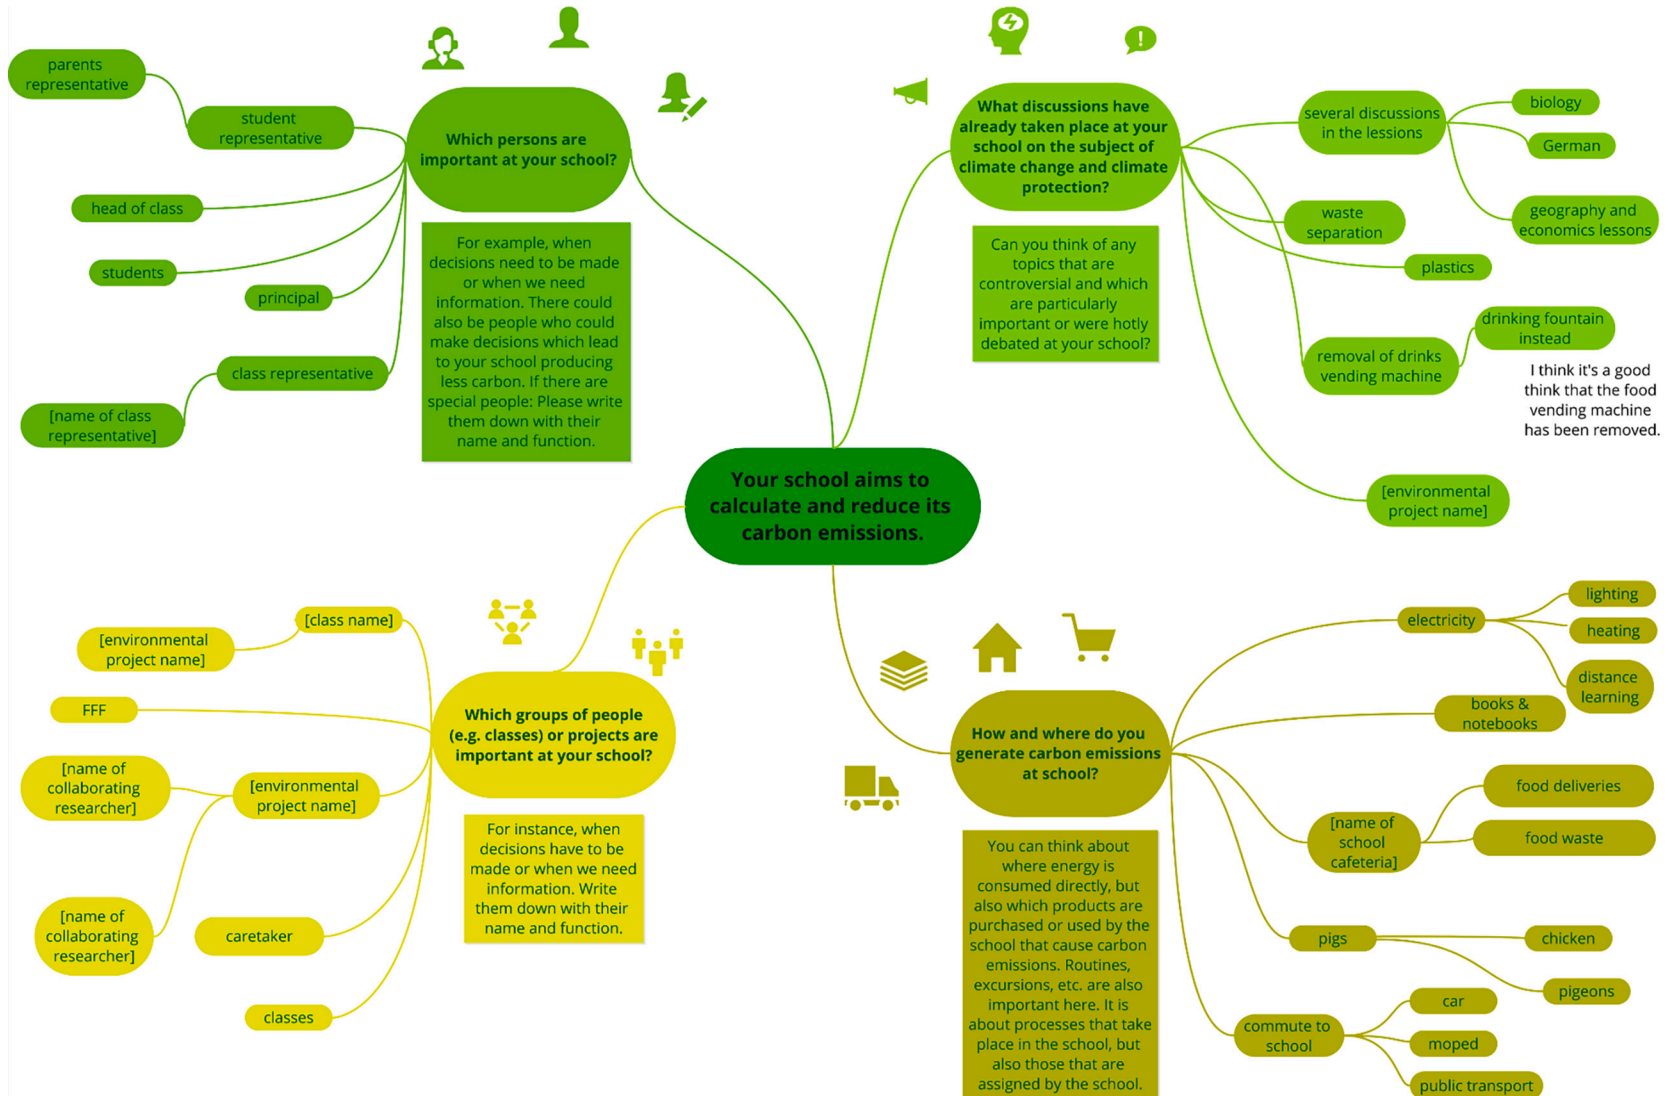 parents
representative
student
representative
head of class
students
principal
class representative
[name of class
representative]
Which persons are
important at your school?
For example, when
decisions need to be made
or when we need
information. There could
also be people who could
make decisions which lead
to your school producing
less carbon. If there are
special people: Please write
them down with their
name and function.
What discussions have
already taken place at your
school on the subject of
climate change and climate
protection?
Can you think of any
topics that are
controversial and which
are particularly
important or were hotly
debated at your school?
several discussions
in the lessions
biology
German
geography and
economics lessons
waste
separation
plastics
removal of drinks
vending machine
drinking fountain
instead
I think it's a good
think that the food
vending machine
has been removed.
[environmental
project name]
Your school aims to
calculate and reduce its
carbon emissions.
[class name]
[environmental
project name]
FFF
[name of
collaborating
researcher]
[environmental
project name]
[name of
collaborating
researcher]
caretaker
classes
Which groups of people
(e.g. classes) or projects are
important at your school?
For instance, when
decisions have to be
made or when we need
information. Write
them down with their
name and function.
How and where do you
generate carbon emissions
at school?
You can think about
where energy is
consumed directly, but
also which products are
purchased or used by the
school that cause carbon
emissions. Routines,
excursions, etc. are also
important here. It is
about processes that take
place in the school, but
also those that are
assigned by the school.
electricity
lighting
heating
distance
learning
books &
notebooks
[name of
school
cafeteria]
food deliveries
food waste
pigs
chicken
pigeons
commute to
school
car
moped
public transport